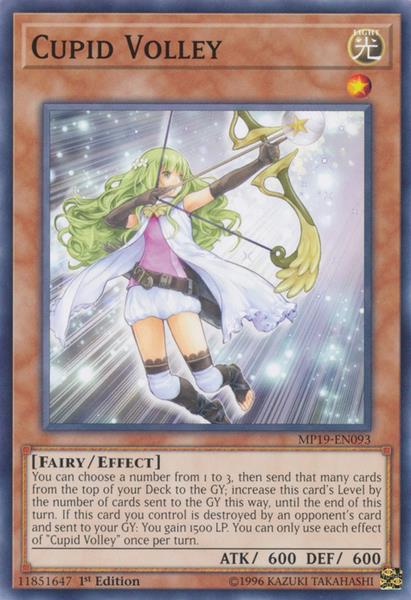 CUPID VOLLEY
LIGHT
光
MP19-EN093
[FAIRY/EFFECT]
You can choose a number from 1 to 3, then send that many cards
from the top of your Deck to the GY; increase this card's Level by
the number of cards sent to the GY this way, until the end of this
turn. If this card you control is destroyed by an opponent's card
and sent to your GY: You gain 1500 LP. You can only use each effect
of "Cupid Volley" once per turn.
ATK/ 600 DEF/ 600
11851647 1st Edition ©1996 KAZUKI TAKAHASHI